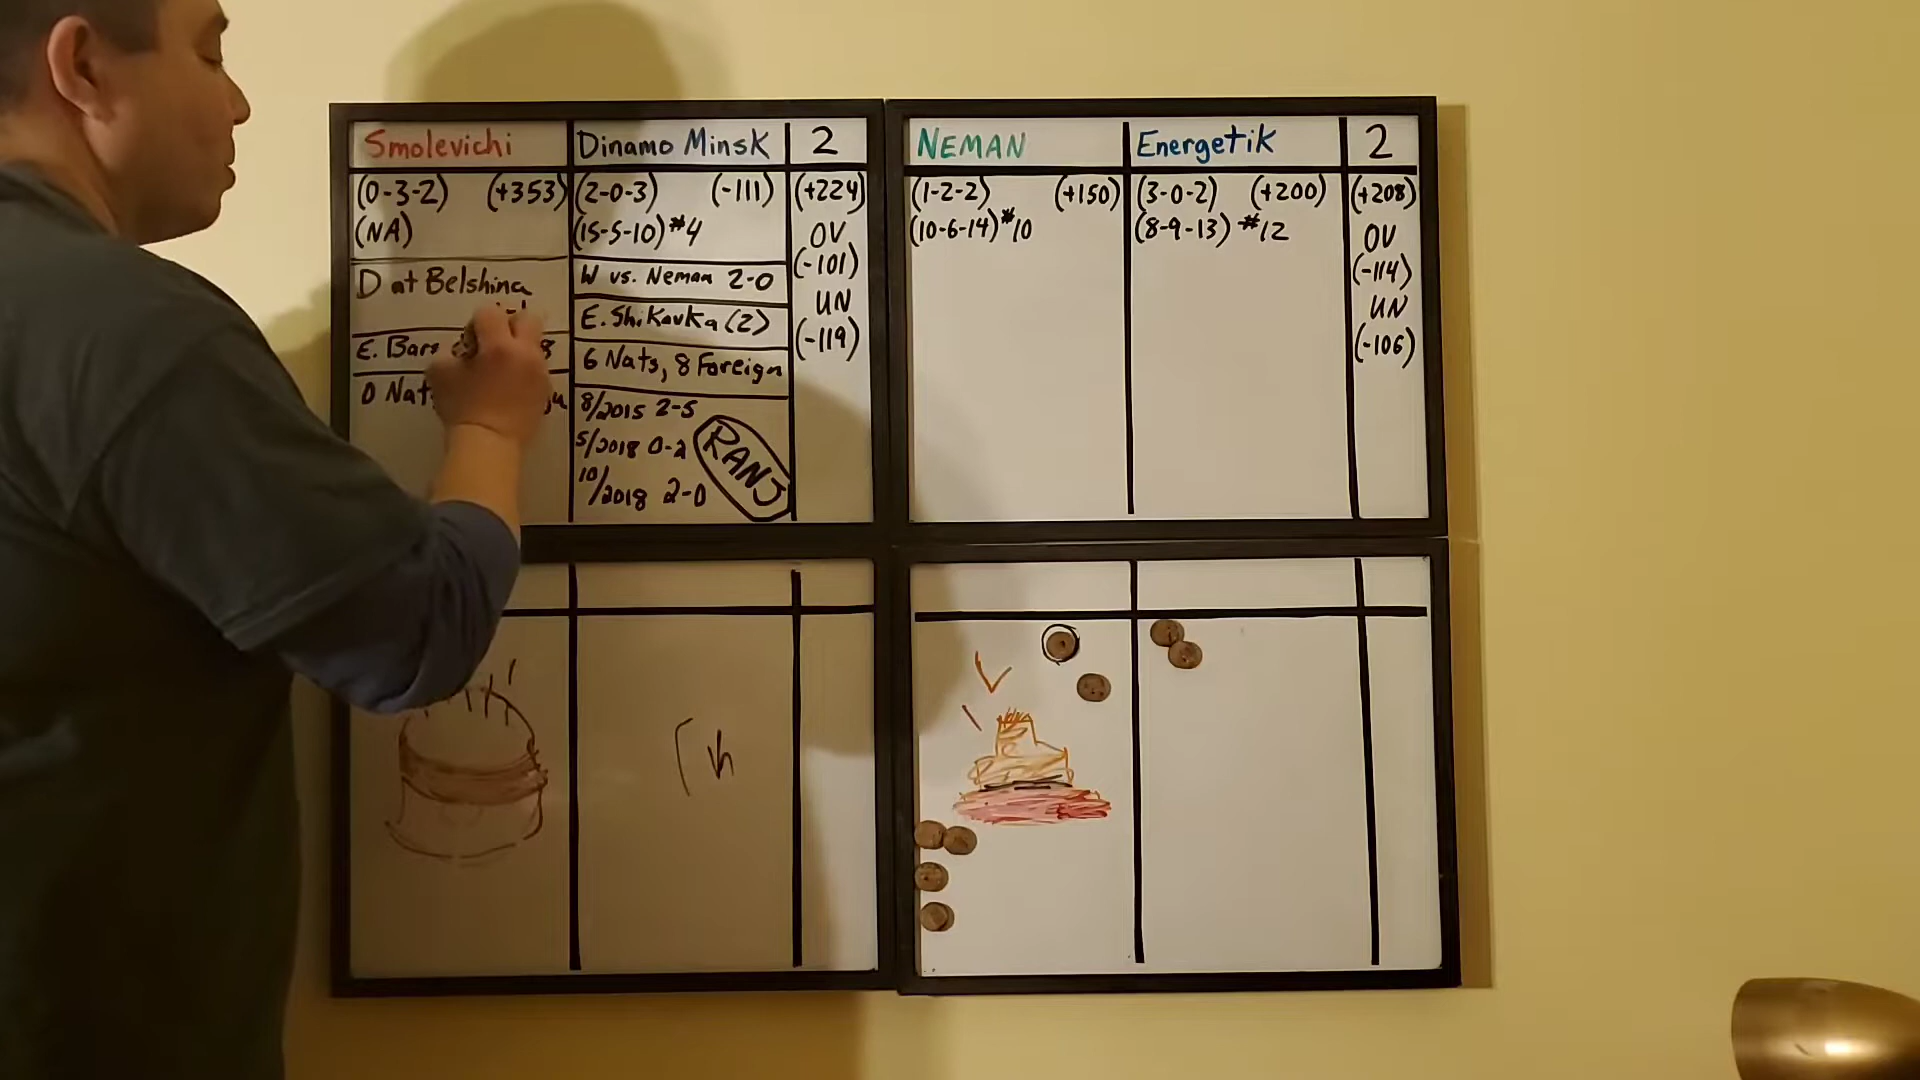 Smolevichi
(0-3-2) (+353)
(NA)
D at Belshina
E. Bars
0 Nat
Dinamo Minsk
(2-0-3) (-111)
(15-5-10) #4
W vs. Neman 2-0
E. Shikavka (2)
6 Nats, 8 Foreign
8/2015 2-5
5/2018 0-2
10/2018 2-0
RANJ
2
(+224)
OV
(-101)
UN
(-119)
NEMAN
(1-2-2) (+150)
(10-6-14) #10
Energetik
(3-0-2) (+200)
(8-9-13) #12
2
(+208)
OV
(-114)
UN
(-106)